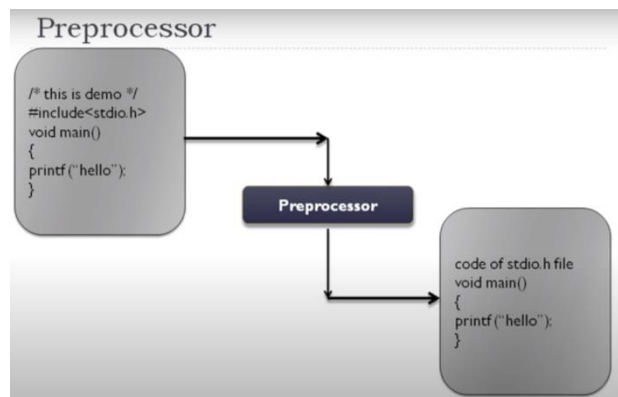 Preprocessor
/* this is demo */
#include<stdio.h>
void main()
{
printf("hello");
}
Preprocessor
code of stdio.h file
void main()
{
printf("hello");
}